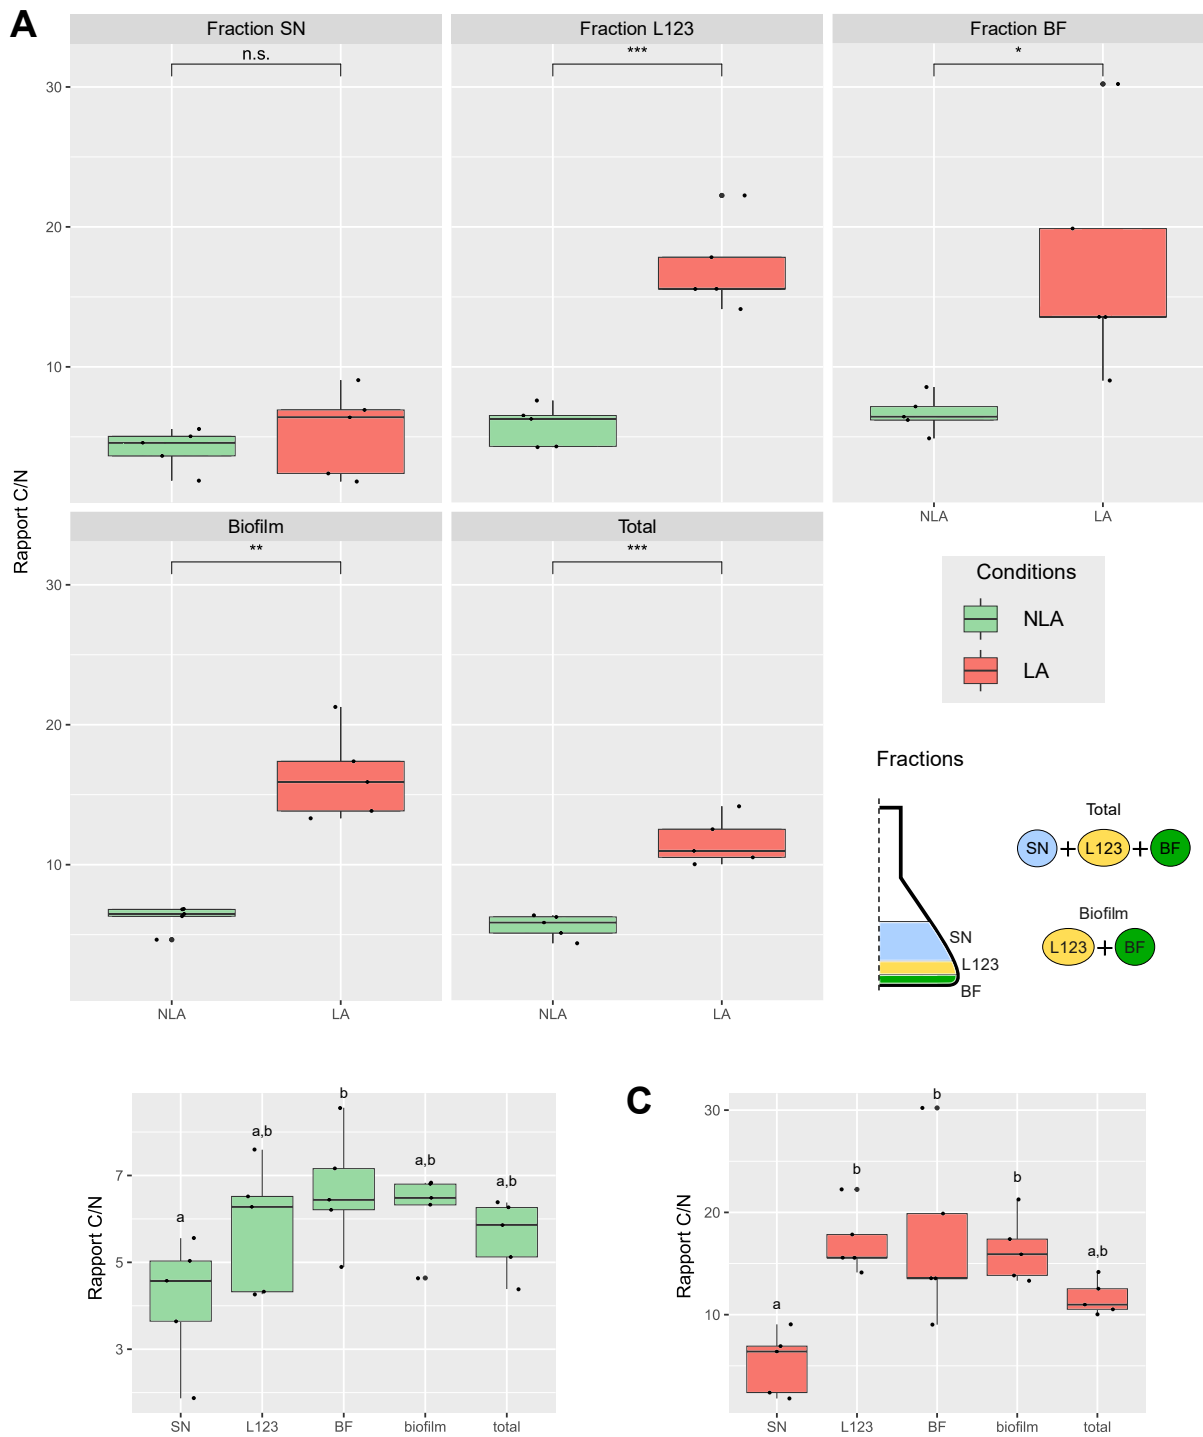 A
Fraction SN
Fraction L123
Fraction BF
n.s.
***
*
30
20
10
Rapport C/N
NLA
LA
Biofilm
Total
**
***
30
20
10
NLA
LA
NLA
LA
Conditions
NLA
LA
Fractions
Total
SN + L123 + BF
Biofilm
L123 + BF
SN
L123
BF
b
a,b
a,b
a,b
a
7
5
3
Rapport C/N
SN
L123
BF
biofilm
total
C
b
b
b
a,b
a
30
20
10
Rapport C/N
SN
L123
BF
biofilm
total